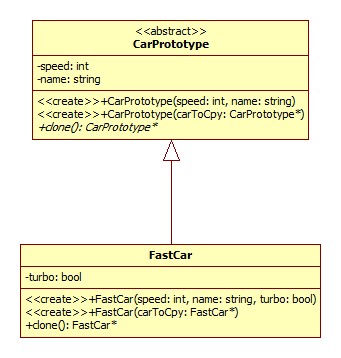 <<abstract>>
CarPrototype
-speed: int
-name: string
<<create>>+CarPrototype(speed: int, name: string)
<<create>>+CarPrototype(carToCpy: CarPrototype*)
+clone(): CarPrototype*
FastCar
-turbo: bool
<<create>>+FastCar(speed: int, name: string, turbo: bool)
<<create>>+FastCar(carToCpy: FastCar*)
+clone(): FastCar*